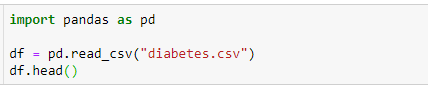 import pandas as pd
df = pd.read_csv("diabetes.csv")
df.head()